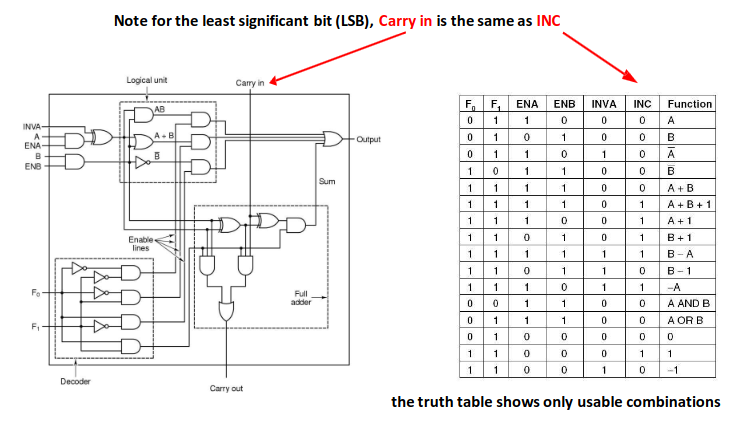 Note for the least significant bit (LSB), Carry in is the same as INC
Logical unit
Carry in
AB
INVA
A
ENA
B
ENB
A + B
B̅
Output
Sum
Enable
lines
F₀
F₁
Full
adder
Decoder
Carry out
F₀ F₁ ENA ENB INVA INC Function
0 1 1 0 0 0 A
0 1 0 1 0 0 B
0 1 1 0 1 0 A̅
1 0 1 1 0 0 B̅
1 1 1 1 0 0 A + B
1 1 1 1 0 1 A + B + 1
1 1 1 0 0 1 A + 1
1 1 0 1 0 1 B + 1
1 1 1 1 1 1 B – A
1 1 0 1 1 0 B – 1
1 1 1 0 1 1 –A
0 0 1 1 0 0 A AND B
0 1 1 1 0 0 A OR B
0 1 0 0 0 0 0
1 1 0 0 0 1 1
1 1 0 0 1 0 –1
the truth table shows only usable combinations